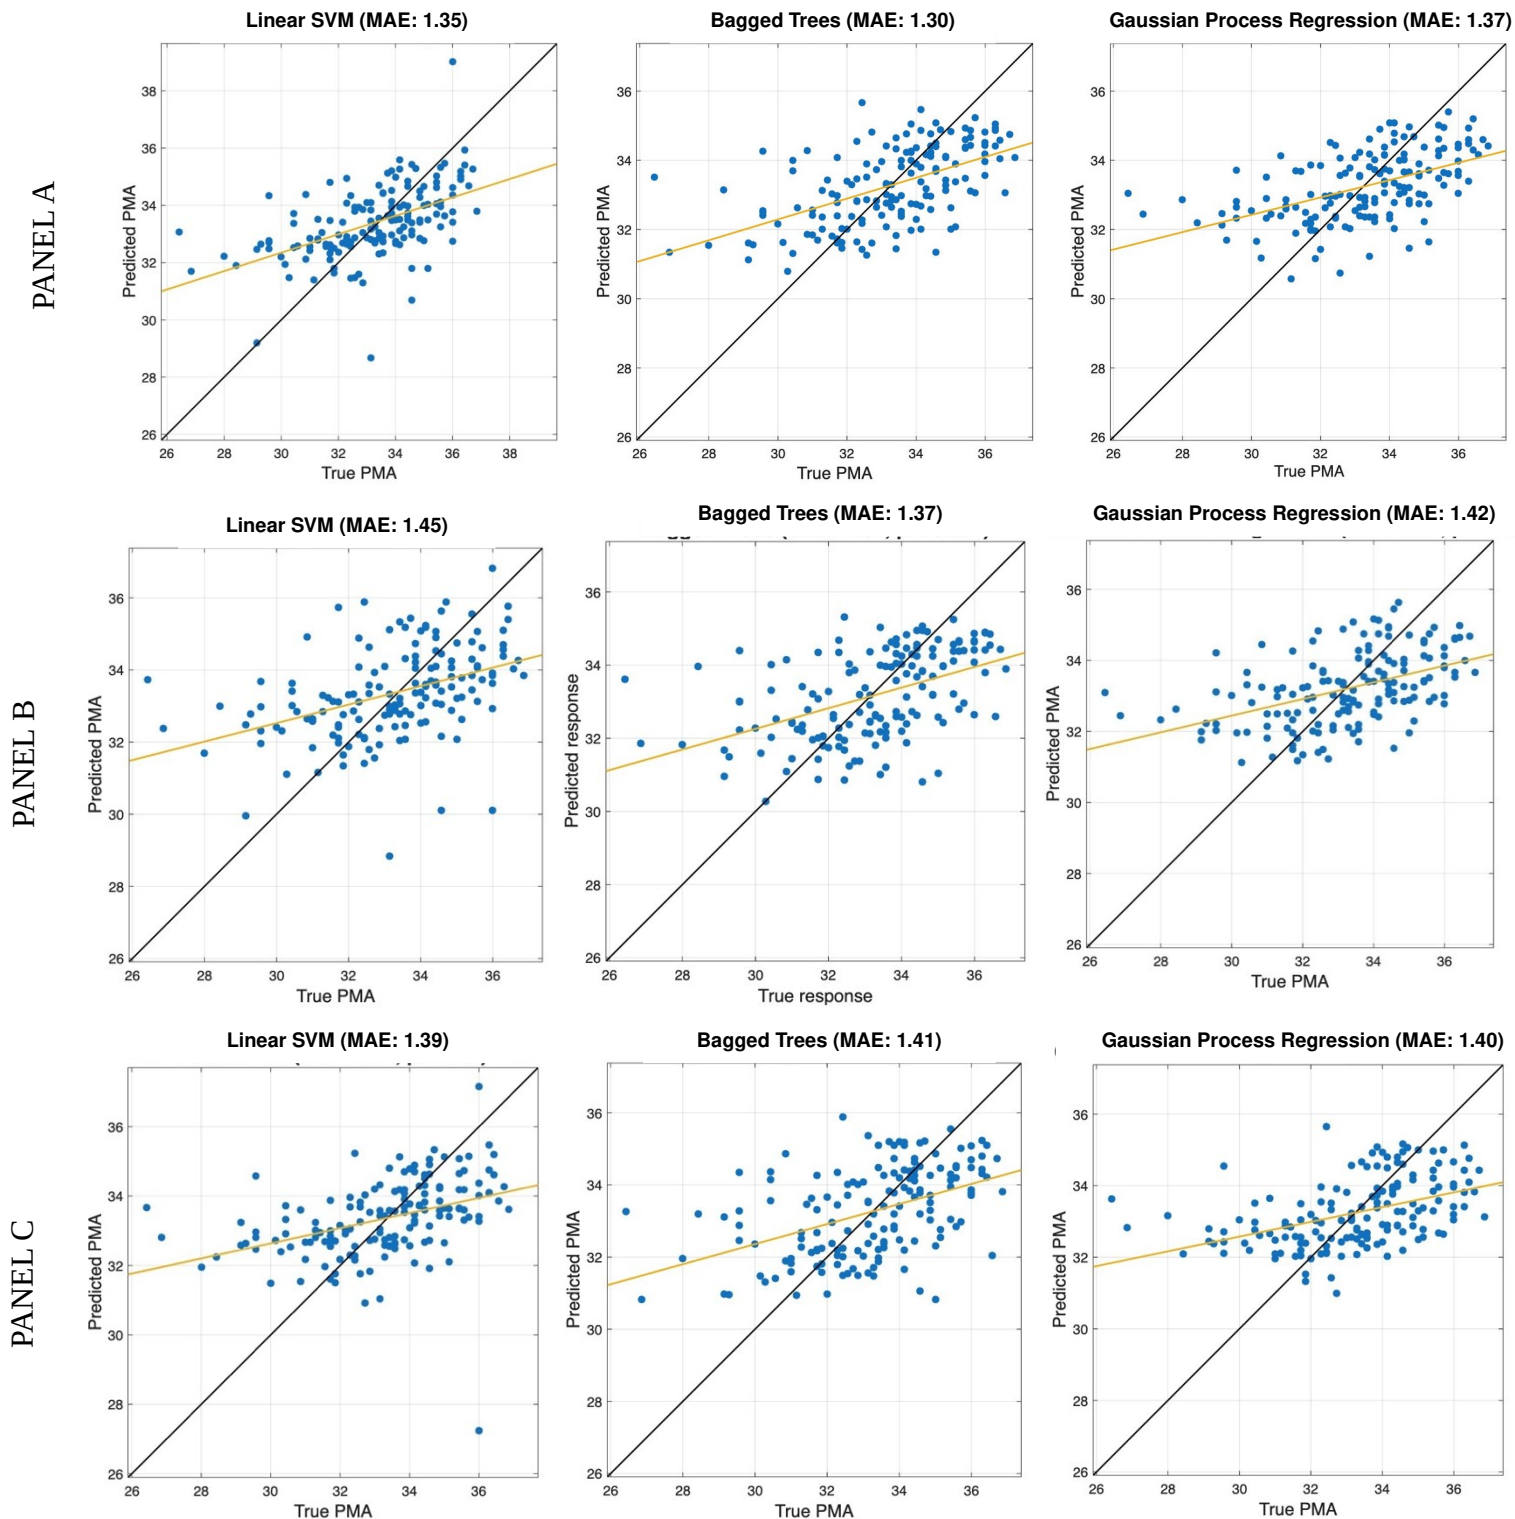 Linear SVM (MAE: 1.35)
Bagged Trees (MAE: 1.30)
Gaussian Process Regression (MAE: 1.37)
PANEL A
Predicted PMA
38
36
34
32
30
28
26
26 28 30 32 34 36 38
True PMA
Predicted PMA
36
34
32
30
28
26
26 28 30 32 34 36
True PMA
Predicted PMA
36
34
32
30
28
26
26 28 30 32 34 36
True PMA
Linear SVM (MAE: 1.45)
Bagged Trees (MAE: 1.37)
Gaussian Process Regression (MAE: 1.42)
PANEL B
Predicted PMA
36
34
32
30
28
26
26 28 30 32 34 36
True PMA
Predicted response
36
34
32
30
28
26
26 28 30 32 34 36
True response
Predicted PMA
36
34
32
30
28
26
26 28 30 32 34 36
True PMA
Linear SVM (MAE: 1.39)
Bagged Trees (MAE: 1.41)
Gaussian Process Regression (MAE: 1.40)
PANEL C
Predicted PMA
36
34
32
30
28
26
26 28 30 32 34 36
True PMA
Predicted PMA
36
34
32
30
28
26
26 28 30 32 34 36
True PMA
Predicted PMA
36
34
32
30
28
26
26 28 30 32 34 36
True PMA